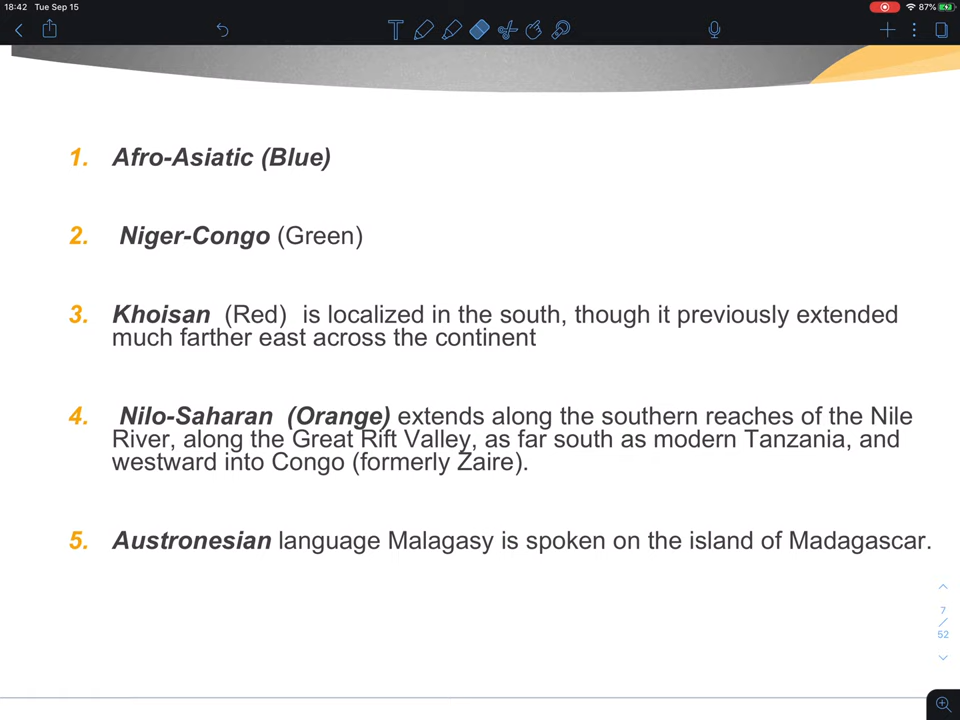 18:42 Tue Sep 15
87%
1. Afro-Asiatic (Blue)
2. Niger-Congo (Green)
3. Khoisan (Red) is localized in the south, though it previously extended
much farther east across the continent
4. Nilo-Saharan (Orange) extends along the southern reaches of the Nile
River, along the Great Rift Valley, as far south as modern Tanzania, and
westward into Congo (formerly Zaire).
5. Austronesian language Malagasy is spoken on the island of Madagascar.
7
/
52